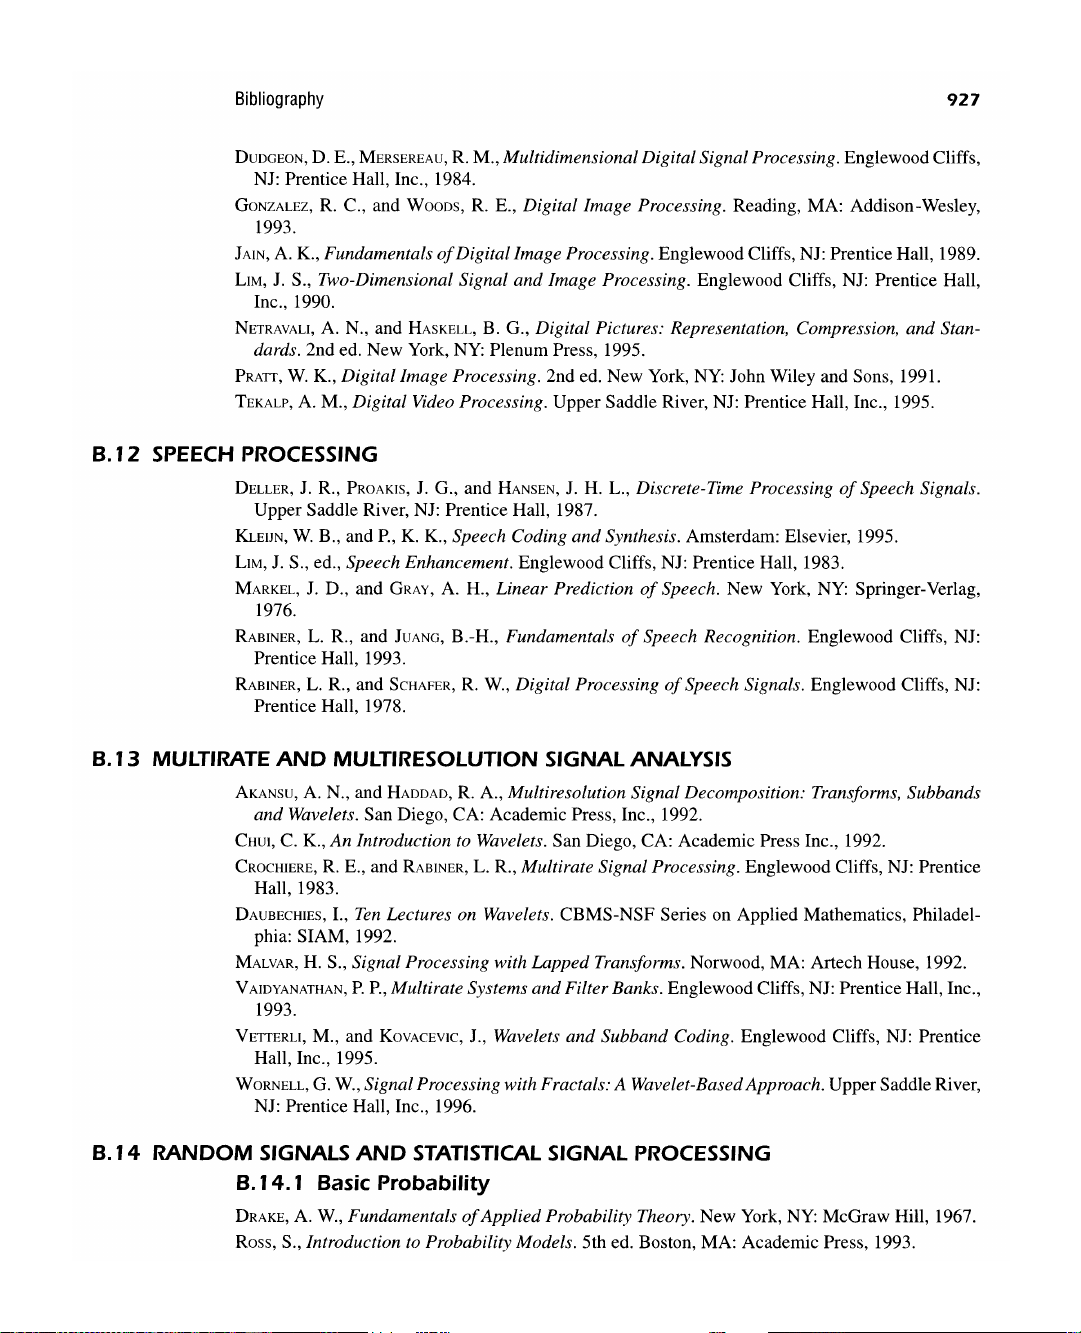 Bibliography 927
DUDGEON, D. E., MERSEREAU, R. M., Multidimensional Digital Signal Processing. Englewood Cliffs,
NJ: Prentice Hall, Inc., 1984.
GONZALEZ, R. C., and WOODS, R. E., Digital Image Processing. Reading, MA: Addison-Wesley,
1993.
JAIN, A. K., Fundamentals of Digital Image Processing. Englewood Cliffs, NJ: Prentice Hall, 1989.
LIM, J. S., Two-Dimensional Signal and Image Processing. Englewood Cliffs, NJ: Prentice Hall,
Inc., 1990.
NETRAVALI, A. N., and HASKELL, B. G., Digital Pictures: Representation, Compression, and Stan-
dards. 2nd ed. New York, NY: Plenum Press, 1995.
PRATT, W. K., Digital Image Processing. 2nd ed. New York, NY: John Wiley and Sons, 1991.
TEKALP, A. M., Digital Video Processing. Upper Saddle River, NJ: Prentice Hall, Inc., 1995.
B.12 SPEECH PROCESSING
DELLER, J. R., PROAKIS, J. G., and HANSEN, J. H. L., Discrete-Time Processing of Speech Signals.
Upper Saddle River, NJ: Prentice Hall, 1987.
KLEIJN, W. B., and P., K. K., Speech Coding and Synthesis. Amsterdam: Elsevier, 1995.
LIM, J. S., ed., Speech Enhancement. Englewood Cliffs, NJ: Prentice Hall, 1983.
MARKEL, J. D., and GRAY, A. H., Linear Prediction of Speech. New York, NY: Springer-Verlag,
1976.
RABINER, L. R., and JUANG, B.-H., Fundamentals of Speech Recognition. Englewood Cliffs, NJ:
Prentice Hall, 1993.
RABINER, L. R., and SCHAFER, R. W., Digital Processing of Speech Signals. Englewood Cliffs, NJ:
Prentice Hall, 1978.
B.13 MULTIRATE AND MULTIRESOLUTION SIGNAL ANALYSIS
AKANSU, A. N., and HADDAD, R. A., Multiresolution Signal Decomposition: Transforms, Subbands
and Wavelets. San Diego, CA: Academic Press, Inc., 1992.
CHUI, C. K., An Introduction to Wavelets. San Diego, CA: Academic Press Inc., 1992.
CROCHIERE, R. E., and RABINER, L. R., Multirate Signal Processing. Englewood Cliffs, NJ: Prentice
Hall, 1983.
DAUBECHIES, I., Ten Lectures on Wavelets. CBMS-NSF Series on Applied Mathematics, Philadel-
phia: SIAM, 1992.
MALVAR, H. S., Signal Processing with Lapped Transforms. Norwood, MA: Artech House, 1992.
VAIDYANATHAN, P. P., Multirate Systems and Filter Banks. Englewood Cliffs, NJ: Prentice Hall, Inc.,
1993.
VETTERLI, M., and KOVACEVIC, J., Wavelets and Subband Coding. Englewood Cliffs, NJ: Prentice
Hall, Inc., 1995.
WORNELL, G. W., Signal Processing with Fractals: A Wavelet-Based Approach. Upper Saddle River,
NJ: Prentice Hall, Inc., 1996.
B.14 RANDOM SIGNALS AND STATISTICAL SIGNAL PROCESSING
B.14.1 Basic Probability
DRAKE, A. W., Fundamentals of Applied Probability Theory. New York, NY: McGraw Hill, 1967.
ROSS, S., Introduction to Probability Models. 5th ed. Boston, MA: Academic Press, 1993.